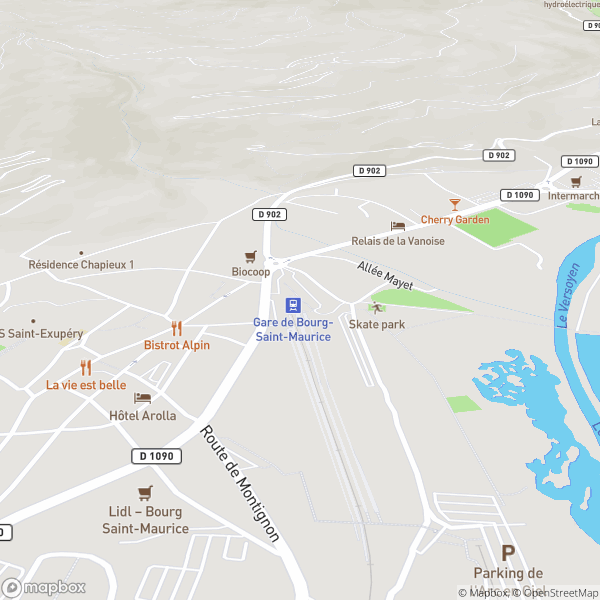 hydroélectrique
D 902
D 1090
D 902
D 1090
Intermarch
Cherry Garden
D 902
Relais de la Vanoise
Résidence Chapieux 1
Biocoop
Allée Mayet
Le Versoyen
Gare de Bourg-
Saint-Maurice
Skate park
S Saint-Exupéry
Bistrot Alpin
La vie est belle
Hôtel Arolla
D 1090
Route de Montignon
Lidl – Bourg
Saint-Maurice
Parking de
mapbox
© Mapbox, © OpenStreetMap